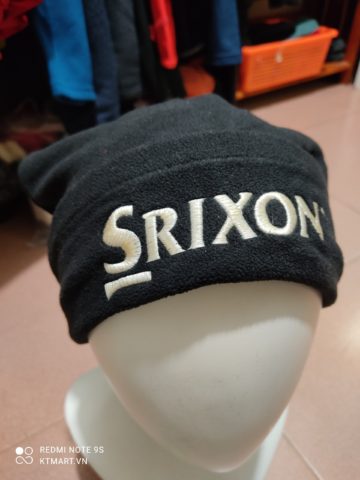 SRIXON
REDMI NOTE 9S
KTMART.VN